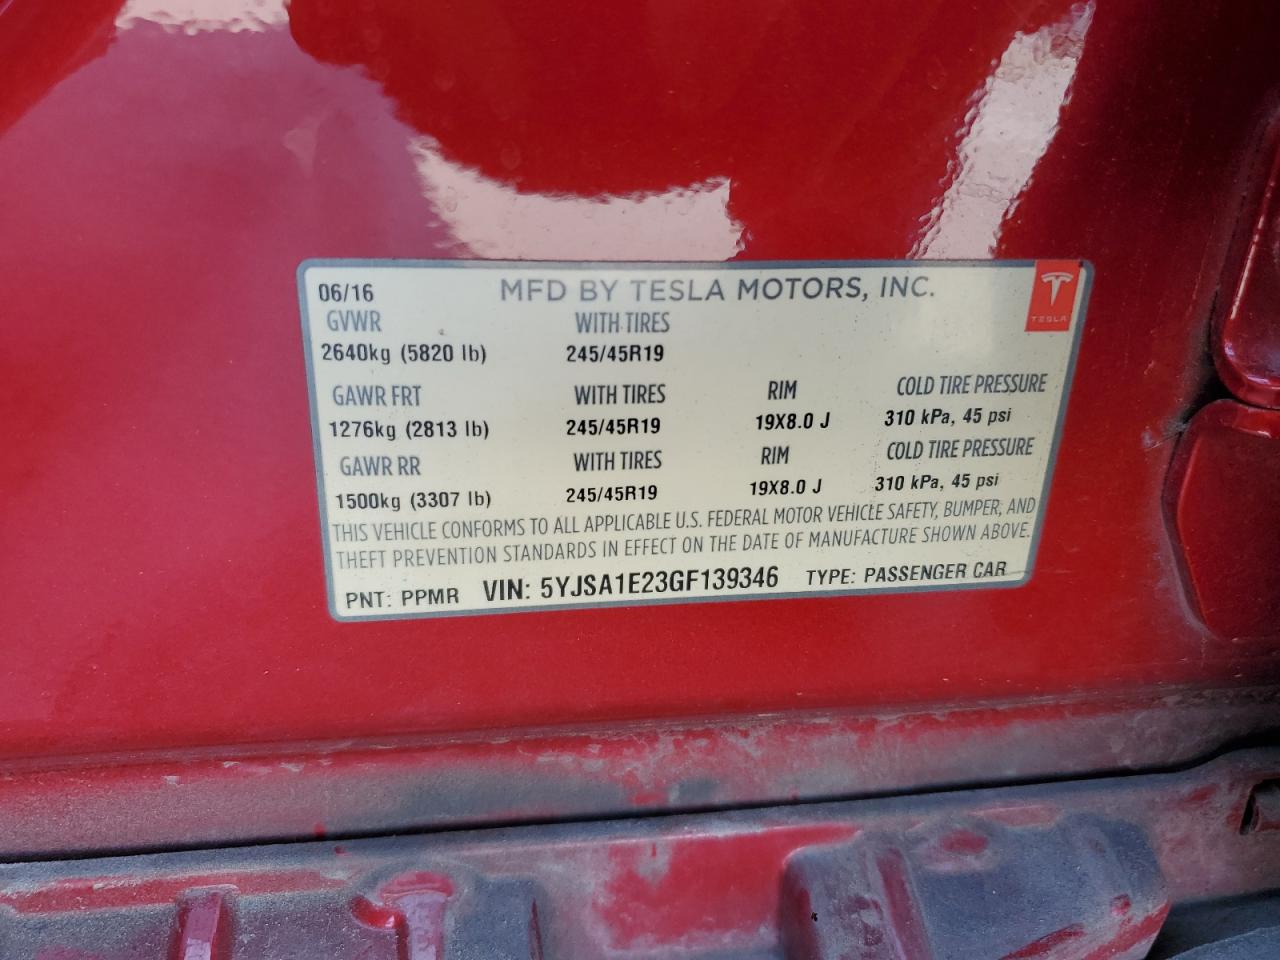 06/16 MFD BY TESLA MOTORS, INC.
TESLA
GVWR WITH TIRES
2640kg (5820 lb) 245/45R19
GAWR FRT WITH TIRES RIM COLD TIRE PRESSURE
1276kg (2813 lb) 245/45R19 19X8.0 J 310 kPa, 45 psi
GAWR RR WITH TIRES RIM COLD TIRE PRESSURE
1500kg (3307 lb) 245/45R19 19X8.0 J 310 kPa, 45 psi
THIS VEHICLE CONFORMS TO ALL APPLICABLE U.S. FEDERAL MOTOR VEHICLE SAFETY, BUMPER, AND
THEFT PREVENTION STANDARDS IN EFFECT ON THE DATE OF MANUFACTURE SHOWN ABOVE.
PNT: PPMR VIN: 5YJSA1E23GF139346 TYPE: PASSENGER CAR